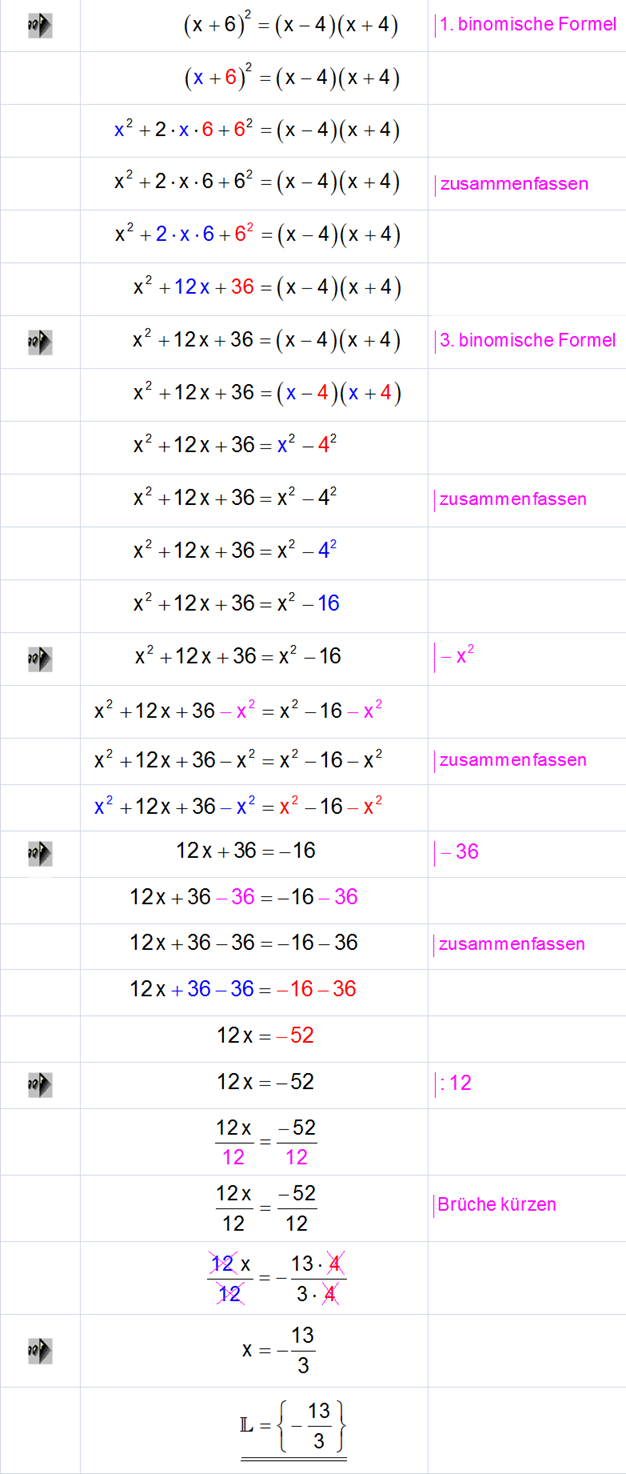 (x + 6)² = (x − 4)(x + 4) |1. binomische Formel
(x + 6)² = (x − 4)(x + 4)
x² + 2 · x · 6 + 6² = (x − 4)(x + 4)
x² + 2 · x · 6 + 6² = (x − 4)(x + 4) |zusammenfassen
x² + 2 · x · 6 + 6² = (x − 4)(x + 4)
x² + 12x + 36 = (x − 4)(x + 4)
x² + 12x + 36 = (x − 4)(x + 4) |3. binomische Formel
x² + 12x + 36 = (x − 4)(x + 4)
x² + 12x + 36 = x² − 4²
x² + 12x + 36 = x² − 4² |zusammenfassen
x² + 12x + 36 = x² − 4²
x² + 12x + 36 = x² − 16
x² + 12x + 36 = x² − 16 |− x²
x² + 12x + 36 − x² = x² − 16 − x²
x² + 12x + 36 − x² = x² − 16 − x² |zusammenfassen
x² + 12x + 36 − x² = x² − 16 − x²
12x + 36 = −16 |− 36
12x + 36 − 36 = −16 − 36
12x + 36 − 36 = −16 − 36 |zusammenfassen
12x + 36 − 36 = −16 − 36
12x = −52
12x = −52 |: 12
12x/12 = −52/12
12x/12 = −52/12 |Brüche kürzen
12x/12 = −13 · 4/3 · 4
x = −13/3
𝕃 = {−13/3}